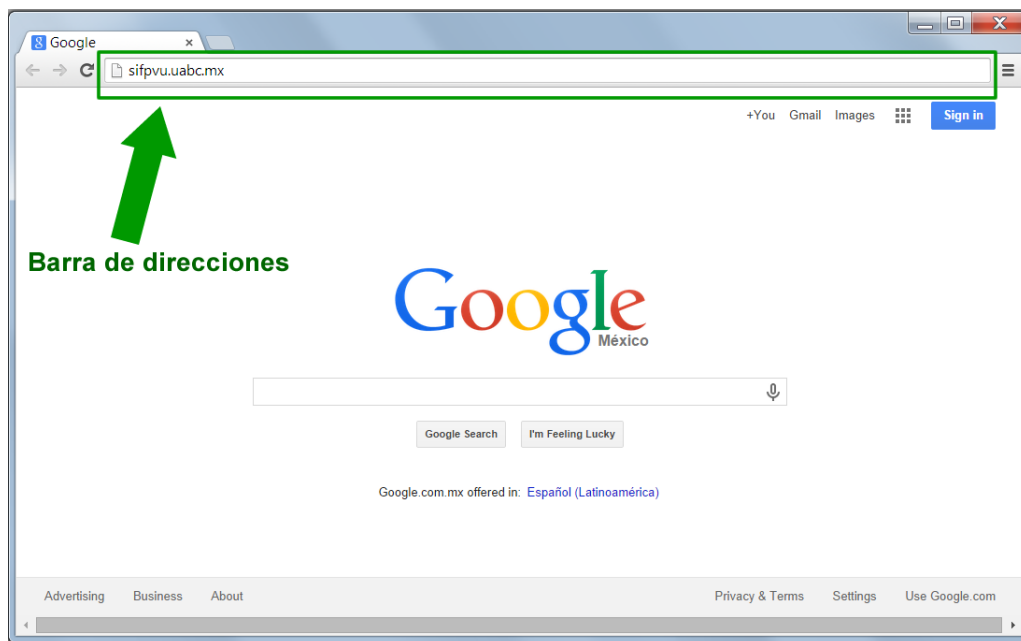 Google
sifpvu.uabc.mx
+You Gmail Images Sign in
Barra de direcciones
Google
México
Google Search I'm Feeling Lucky
Google.com.mx offered in: Español (Latinoamérica)
Advertising Business About Privacy & Terms Settings Use Google.com